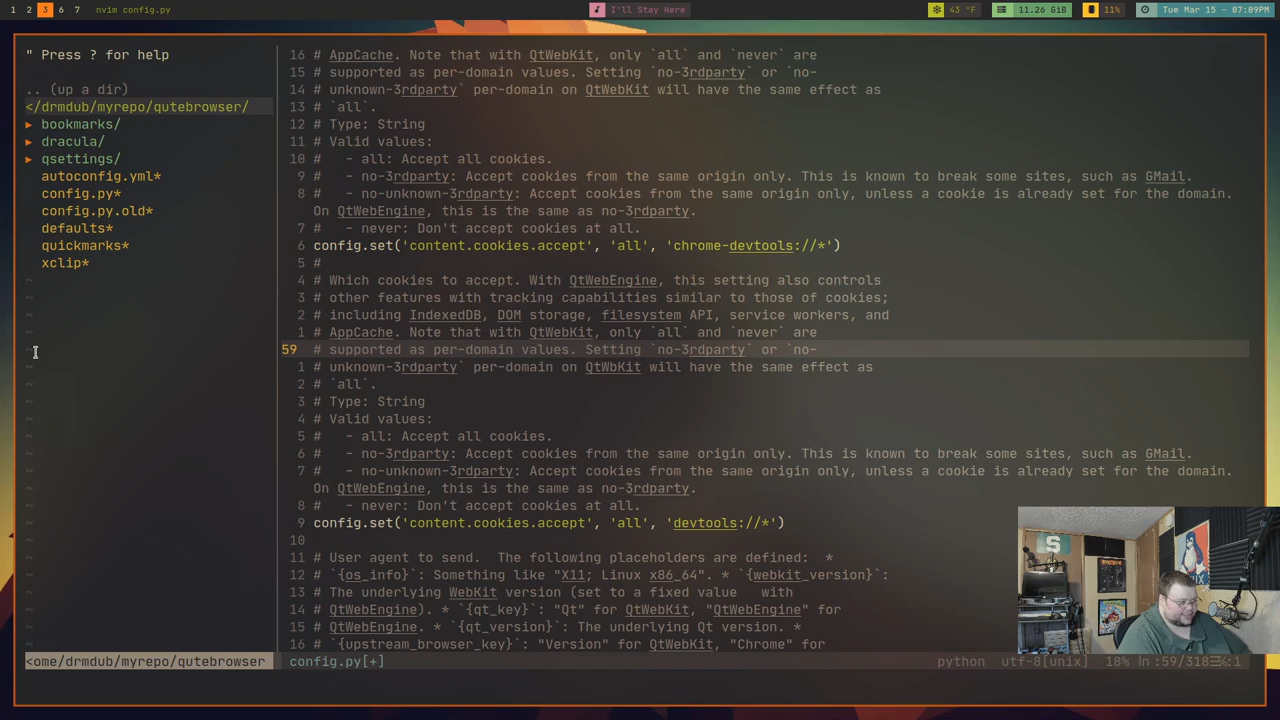 1 2 3 6 7 nvim config.py I'll Stay Here 43 °F 11.26 GiB 11% Tue Mar 15 - 07:09PM
" Press ? for help
.. (up a dir)
</drmdub/myrepo/qutebrowser/
▸ bookmarks/
▸ dracula/
▸ qsettings/
autoconfig.yml*
config.py*
config.py.old*
defaults*
quickmarks*
xclip*
<ome/drmdub/myrepo/qutebrowser
16 # AppCache. Note that with QtWebKit, only `all` and `never` are
15 # supported as per-domain values. Setting `no-3rdparty` or `no-
14 # unknown-3rdparty` per-domain on QtWebKit will have the same effect as
13 # `all`.
12 # Type: String
11 # Valid values:
10 #   - all: Accept all cookies.
9 #   - no-3rdparty: Accept cookies from the same origin only. This is known to break some sites, such as GMail.
8 #   - no-unknown-3rdparty: Accept cookies from the same origin only, unless a cookie is already set for the domain.
On QtWebEngine, this is the same as no-3rdparty.
7 #   - never: Don't accept cookies at all.
6 config.set('content.cookies.accept', 'all', 'chrome-devtools://*')
5 #
4 # Which cookies to accept. With QtWebEngine, this setting also controls
3 # other features with tracking capabilities similar to those of cookies;
2 # including IndexedDB, DOM storage, filesystem API, service workers, and
1 # AppCache. Note that with QtWebKit, only `all` and `never` are
59 # supported as per-domain values. Setting `no-3rdparty` or `no-
1 # unknown-3rdparty` per-domain on QtWbKit will have the same effect as
2 # `all`.
3 # Type: String
4 # Valid values:
5 #   - all: Accept all cookies.
6 #   - no-3rdparty: Accept cookies from the same origin only. This is known to break some sites, such as GMail.
7 #   - no-unknown-3rdparty: Accept cookies from the same origin only, unless a cookie is already set for the domain.
On QtWebEngine, this is the same as no-3rdparty.
8 #   - never: Don't accept cookies at all.
9 config.set('content.cookies.accept', 'all', 'devtools://*')
10
11 # User agent to send.  The following placeholders are defined:  *
12 # `{os_info}`: Something like "X11; Linux x86_64". * `{webkit_version}`:
13 # The underlying WebKit version (set to a fixed value   with
14 # QtWebEngine). * `{qt_key}`: "Qt" for QtWebKit, "QtWebEngine" for
15 # QtWebEngine. * `{qt_version}`: The underlying Qt version. *
16 # `{upstream_browser_key}`: "Version" for QtWebKit, "Chrome" for
config.py[+] python utf-8[unix] 18% :59/318